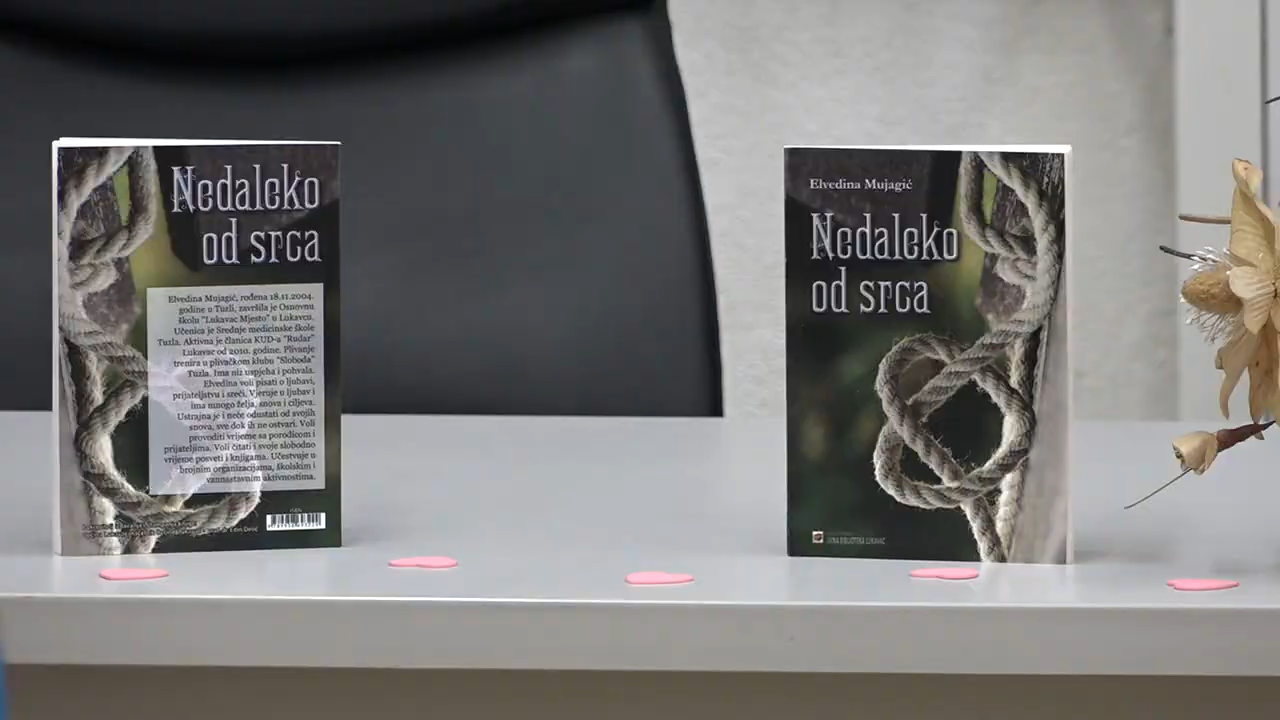 Nedaleko
od srca
Elvedina Mujagić, rođena 18.11.2004.
godine u Tuzli, završila je Osnovnu
školu "Lukavac Mjesto" u Lukavcu.
Učenica je Srednje medicinske škole
Tuzla. Aktivna je članica KUD-a "Rudar"
Lukavac od 2010. godine. Plivanje
trenira u plivačkom klubu "Sloboda"
Tuzla. Ima niz uspjeha i pohvala.
Elvedina voli pisati o ljubavi,
prijateljstvu i sreći. Vjeruje u ljubav i
ima mnogo želja, snova i ciljeva.
Ustrajna je i neće odustati od svojih
snova, sve dok ih ne ostvari. Voli
provoditi vrijeme sa porodicom i
prijateljima. Voli čitati i svoje slobodno
vrijeme posveti i knjigama. Učestvuje u
brojnim organizacijama, školskim i
vannastavnim aktivnostima.
ISBN
Elvedina Mujagić
Nedaleko
od srca
BIBLIOTEKA LUKAVAC